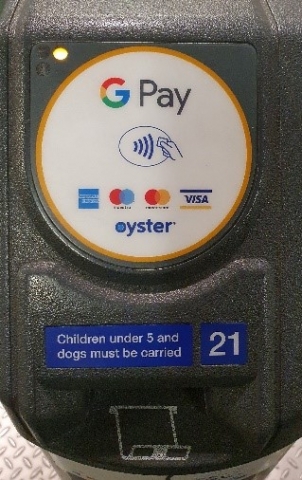 G Pay
VISA
oyster
Children under 5 and
dogs must be carried
21